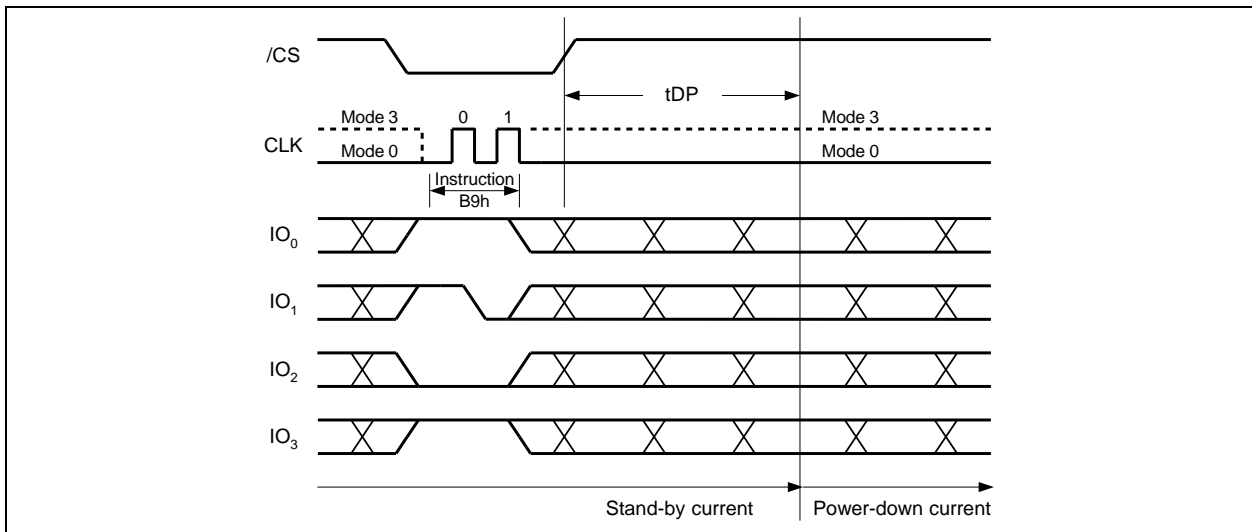 /CS
tDP
Mode 3 0 1 Mode 3
CLK
Mode 0 Mode 0
Instruction
B9h
IO0
IO1
IO2
IO3
Stand-by current Power-down current